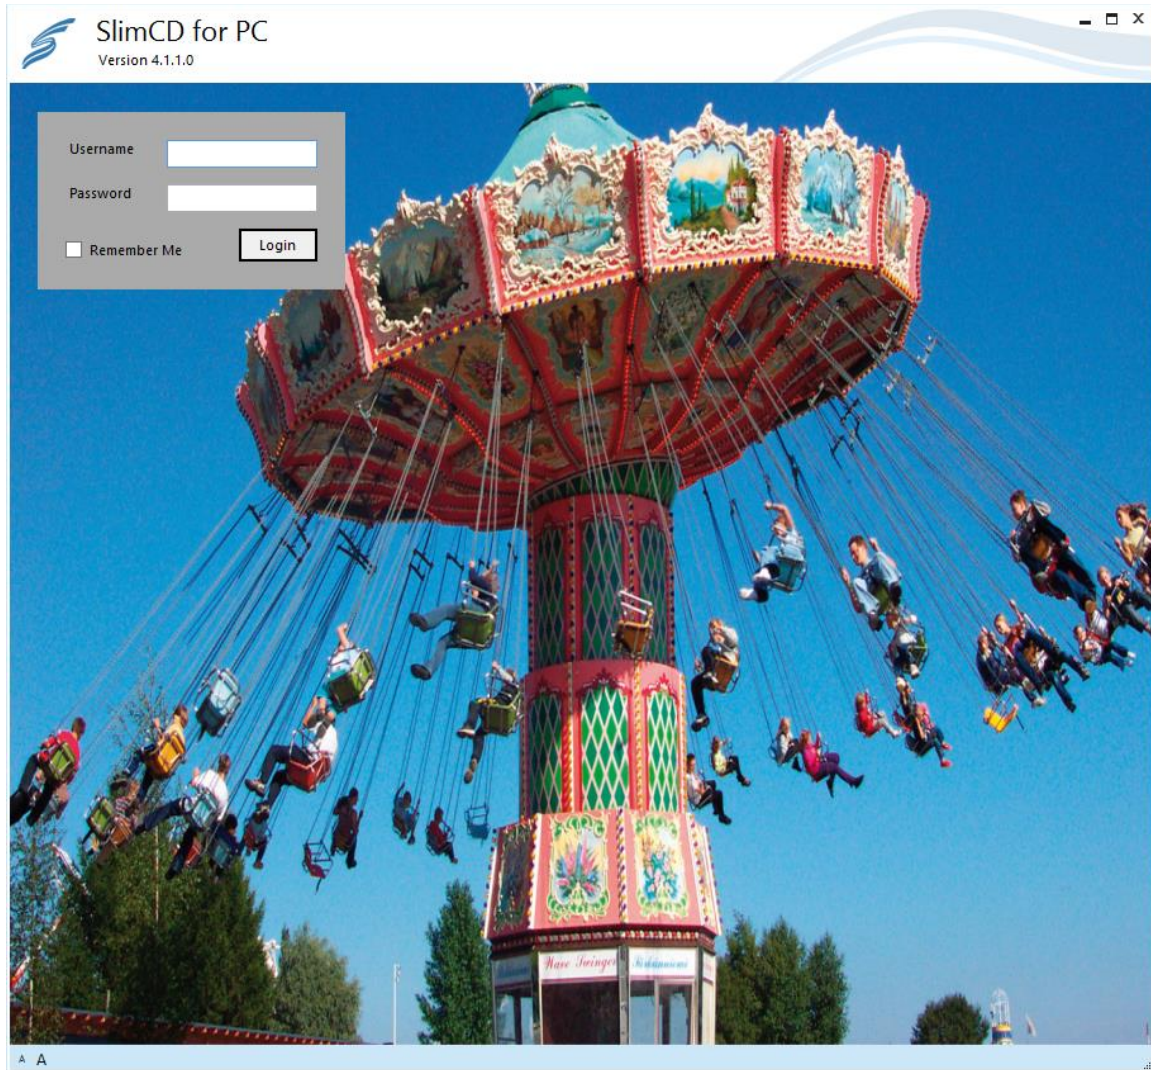 SlimCD for PC
Version 4.1.1.0
Username
Password
Remember Me
Login
Wave Swinger
A A